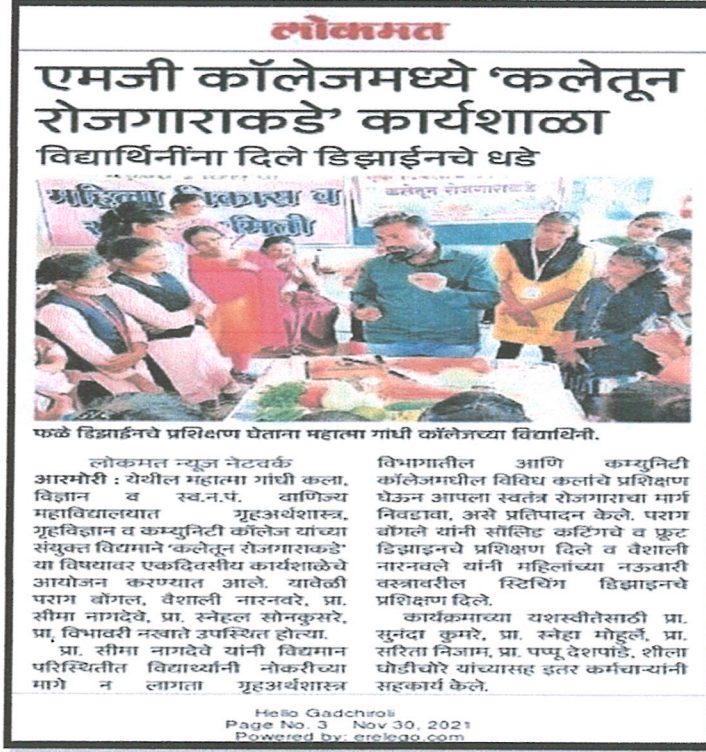 लोकमत
एमजी कॉलेजमध्ये ‘कलेतून
रोजगाराकडे’ कार्यशाळा
विद्यार्थिनींना दिले डिझाईनचे धडे
महिला विकास व
कलेतून रोजगाराकडे
फळे डिझाईनचे प्रशिक्षण घेताना महात्मा गांधी कॉलेजच्या विद्यार्थिनी.
लोकमत न्यूज नेटवर्क
आरमोरी : येथील महात्मा गांधी कला,
विज्ञान व स्व.न.पं. वाणिज्य
महाविद्यालयात गृहअर्थशास्त्र,
गृहविज्ञान व कम्युनिटी कॉलेज यांच्या
संयुक्त विद्यमाने ‘कलेतून रोजगाराकडे’
या विषयावर एकदिवसीय कार्यशाळेचे
आयोजन करण्यात आले. यावेळी
पराग बोंगल, वैशाली नारनवरे, प्रा.
सीमा नागदेवे, प्रा. स्नेहल सोनकुसरे,
प्रा. विभावरी नखाते उपस्थित होत्या.
प्रा. सीमा नागदेवे यांनी विद्यमान
परिस्थितीत विद्यार्थ्यांनी नोकरीच्या
मागे न लागता गृहअर्थशास्त्र
विभागातील आणि कम्युनिटी
कॉलेजमधील विविध कलांचे प्रशिक्षण
घेऊन आपला स्वतंत्र रोजगाराचा मार्ग
निवडावा, असे प्रतिपादन केले. पराग
बोंगले यांनी सॉलिड कटिंगचे व फ्रूट
डिझाइनचे प्रशिक्षण दिले व वैशाली
नारनवले यांनी महिलांच्या नऊवारी
वस्त्रावरील स्टिचिंग डिझाइनचे
प्रशिक्षण दिले.
कार्यक्रमाच्या यशस्वीतेसाठी प्रा.
सुनंदा कुमरे, प्रा. स्नेहा मोहुर्ले, प्रा.
सरिता निजाम, प्रा. पप्पू देशपांडे, शीला
घोडीचोरे यांच्यासह इतर कर्मचाऱ्यांनी
सहकार्य केले.
Hello Gadchiroli
Page No. 3 Nov 30, 2021
Powered by: erelego.com